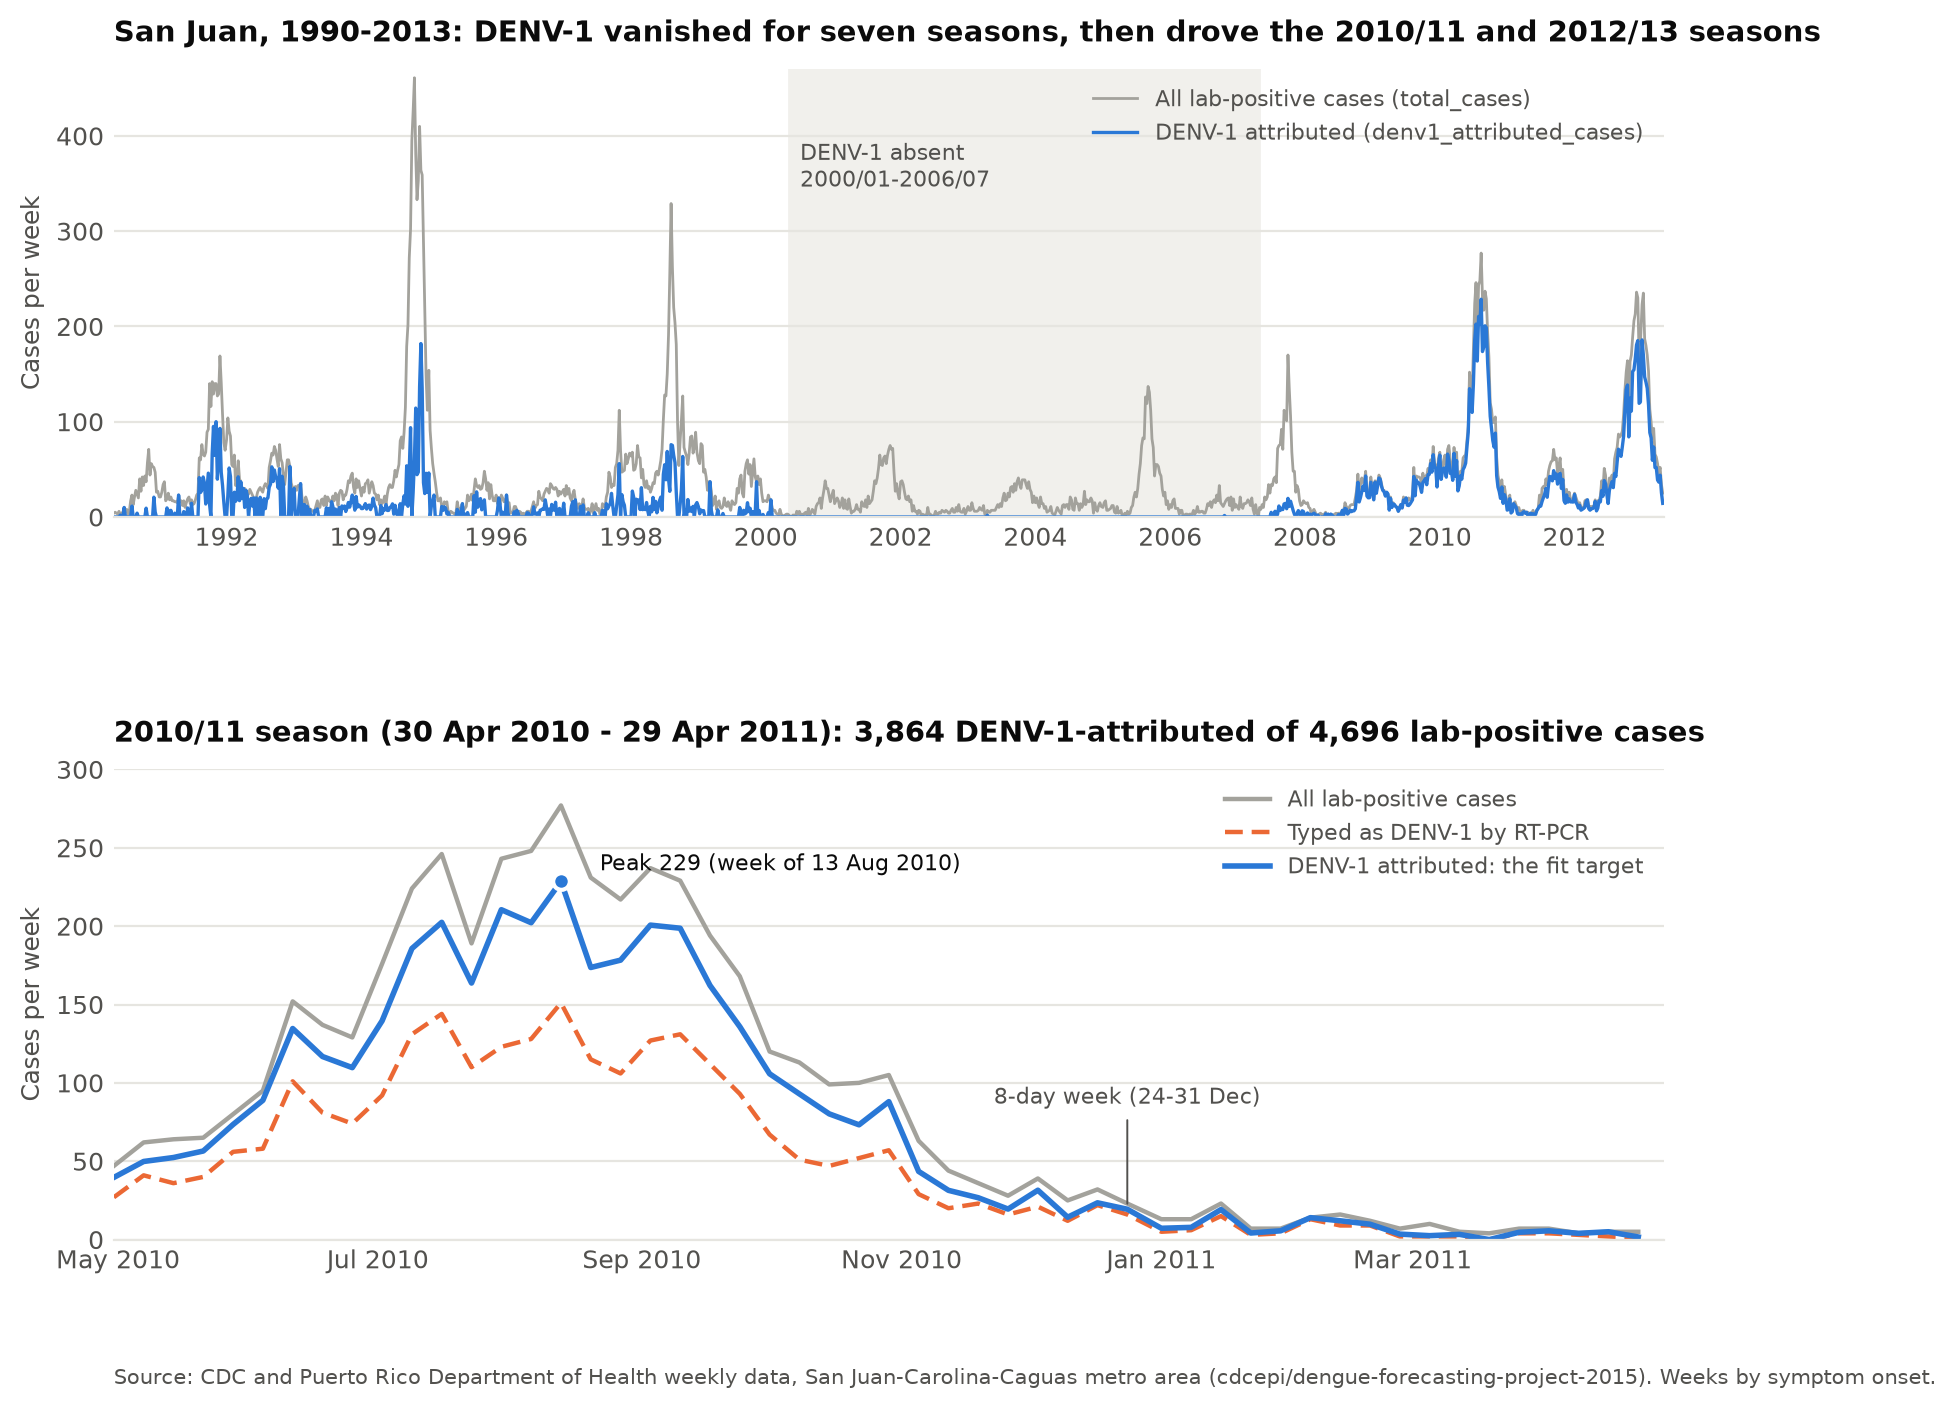 San Juan, 1990-2013: DENV-1 vanished for seven seasons, then drove the 2010/11 and 2012/13 seasons
Cases per week
400
300
200
100
0
All lab-positive cases (total_cases)
DENV-1 attributed (denv1_attributed_cases)
DENV-1 absent
2000/01-2006/07
1992
1994
1996
1998
2000
2002
2004
2006
2008
2010
2012
2010/11 season (30 Apr 2010 - 29 Apr 2011): 3,864 DENV-1-attributed of 4,696 lab-positive cases
Cases per week
300
250
200
150
100
50
0
All lab-positive cases
Typed as DENV-1 by RT-PCR
DENV-1 attributed: the fit target
Peak 229 (week of 13 Aug 2010)
8-day week (24-31 Dec)
May 2010
Jul 2010
Sep 2010
Nov 2010
Jan 2011
Mar 2011
Source: CDC and Puerto Rico Department of Health weekly data, San Juan-Carolina-Caguas metro area (cdcepi/dengue-forecasting-project-2015). Weeks by symptom onset.